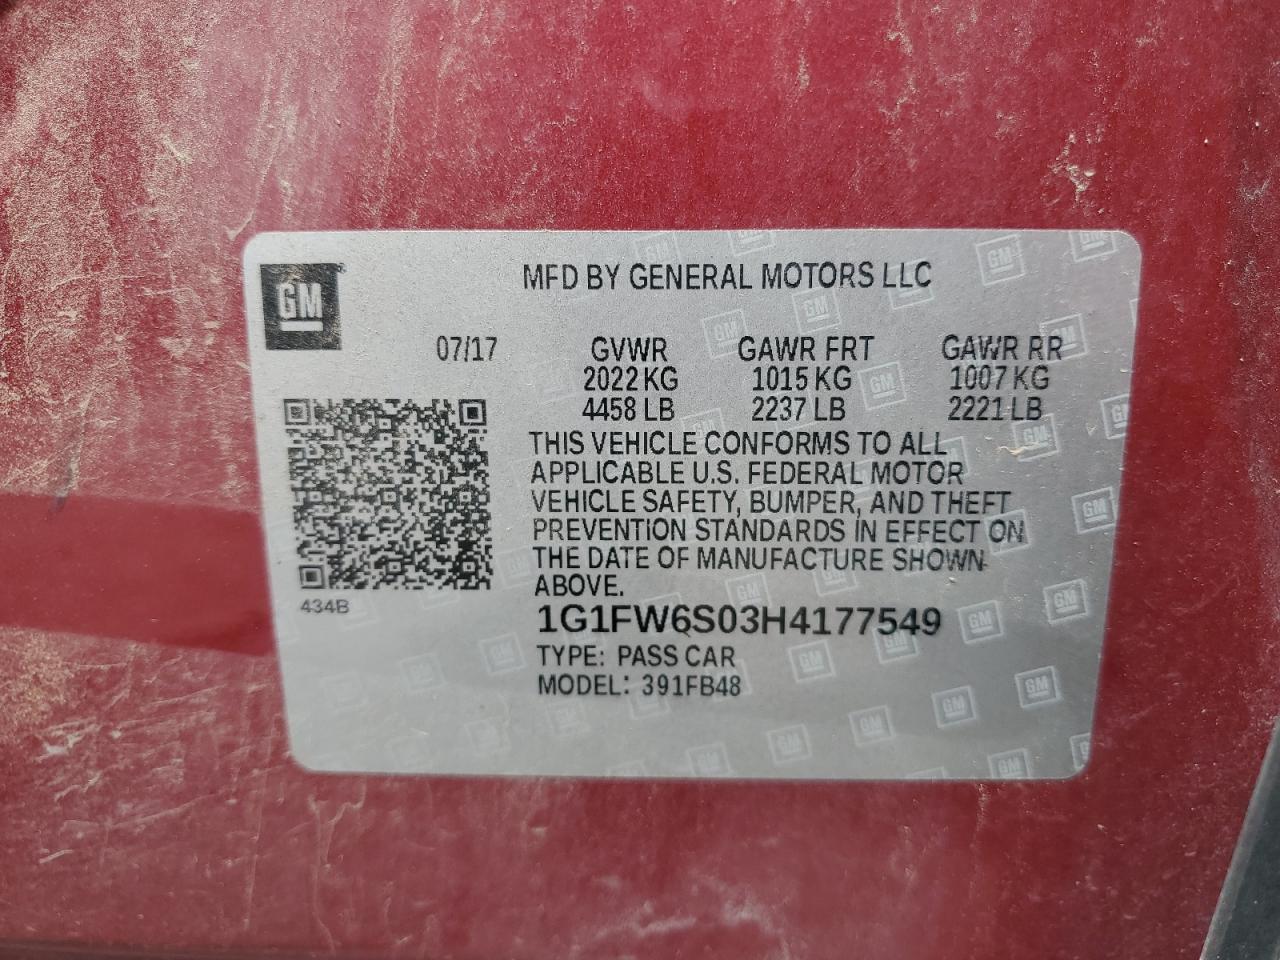 GM
MFD BY GENERAL MOTORS LLC
07/17 GVWR GAWR FRT GAWR RR
2022 KG 1015 KG 1007 KG
4458 LB 2237 LB 2221 LB
THIS VEHICLE CONFORMS TO ALL
APPLICABLE U.S. FEDERAL MOTOR
VEHICLE SAFETY, BUMPER, AND THEFT
PREVENTION STANDARDS IN EFFECT ON
THE DATE OF MANUFACTURE SHOWN
ABOVE.
434B
1G1FW6S03H4177549
TYPE: PASS CAR
MODEL: 391FB48